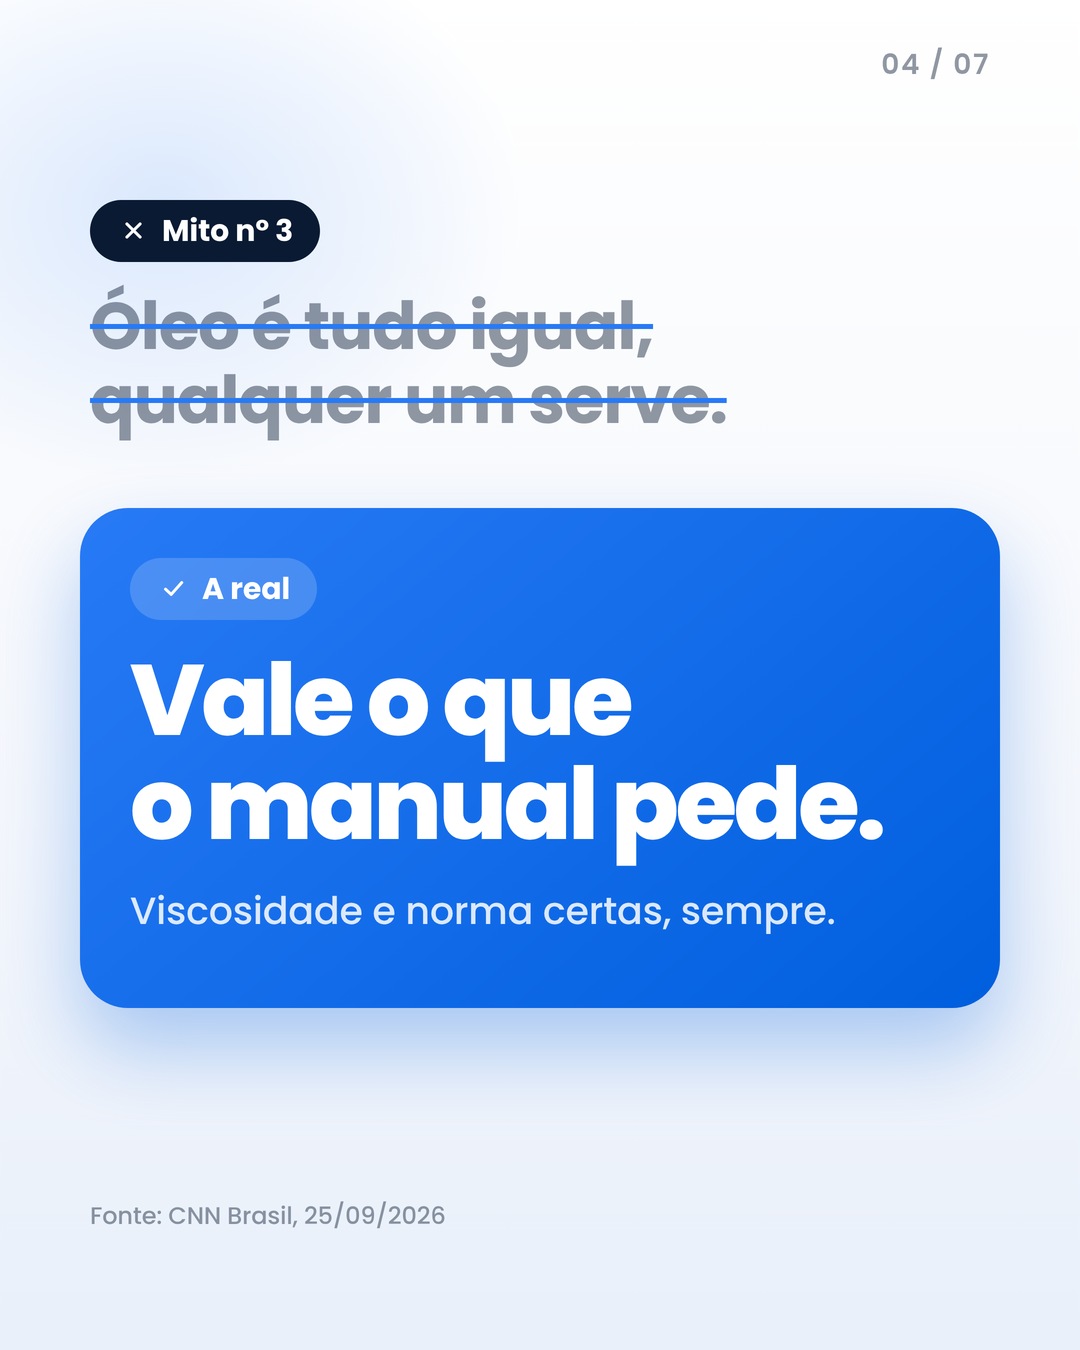 04 / 07
Mito nº 3
Óleo é tudo igual,
qualquer um serve.
A real
Vale o que
o manual pede.
Viscosidade e norma certas, sempre.
Fonte: CNN Brasil, 25/09/2026